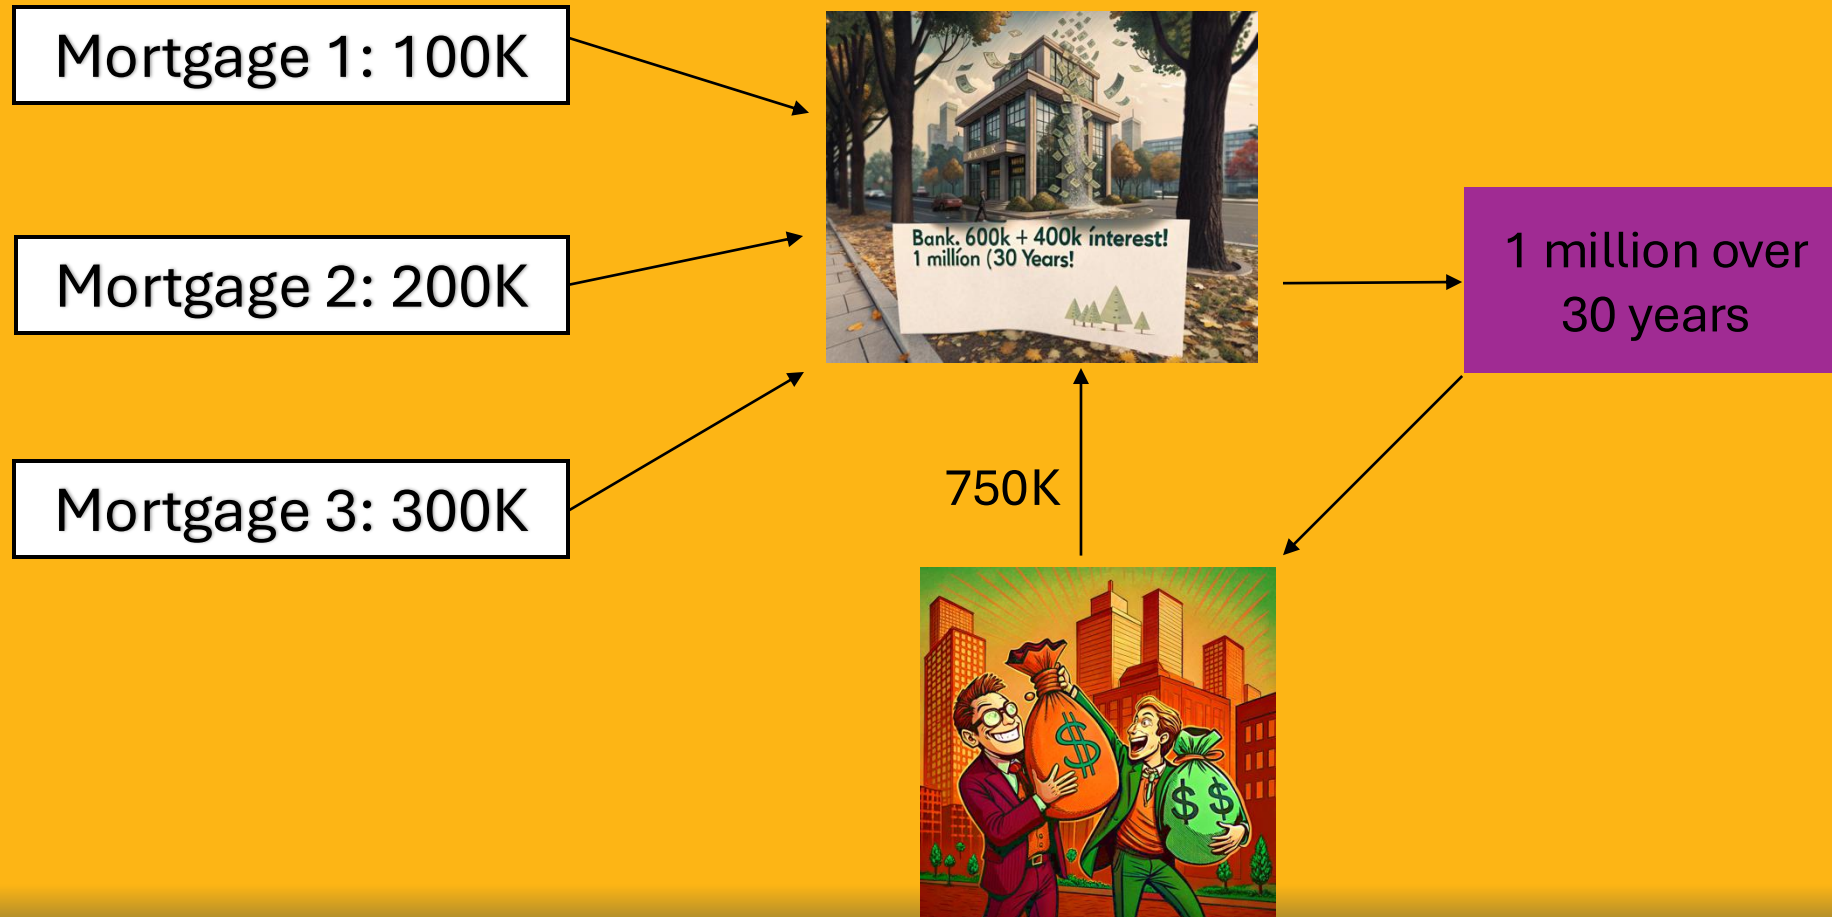 Mortgage 1: 100K
Mortgage 2: 200K
Mortgage 3: 300K
BANK
Bank. 600k + 400k interest!
1 million (30 Years!
1 million over
30 years
750K
$
$ $